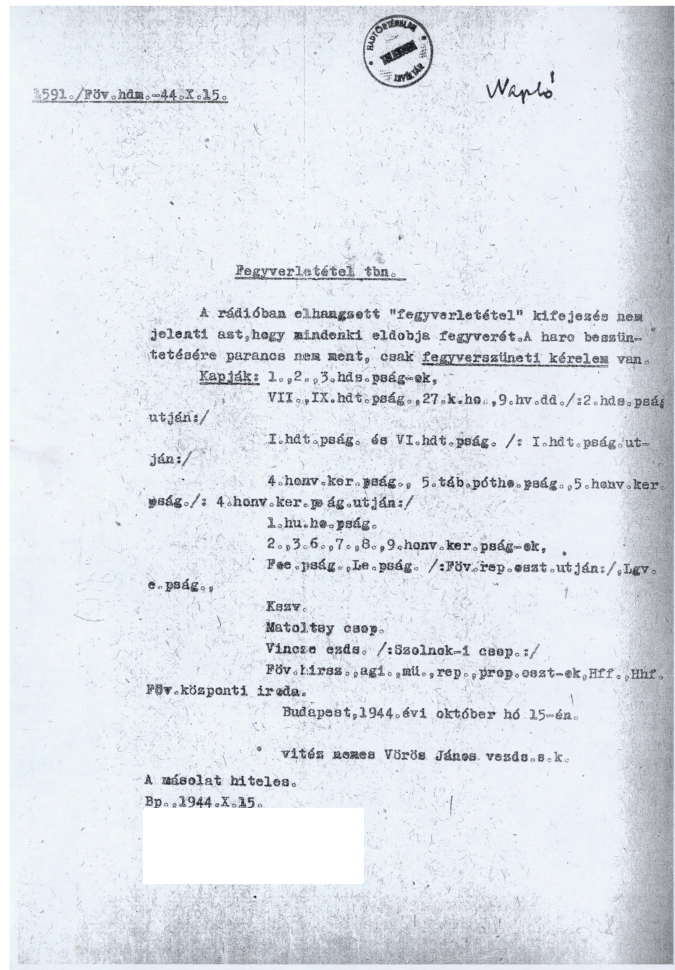 HADTÖRTÉNELMI
LEVÉLTÁR
Napló
1591./Föv.hdm.-44.X.15.
Fegyverletétel tbn.
A rádióban elhangzott "fegyverletétel" kifejezés nem
jelenti azt,hogy mindenki eldobja fegyverét.A harc beszün-
tetésére parancs nem ment, csak fegyverszüneti kérelem van.
Kapják: 1.,2.,3.hds.pság-ok,
VII.,IX.hdt.pság.,27.k.ho.,9.hv.dd./:2.hds.pság
utján:/
I.hdt.pság. és VI.hdt.pság. /: I.hdt.pság.ut-
ján:/
4.honv.ker.pság., 5.táb.pótho.pság.,5.honv.ker.
pság./: 4.honv.ker.pság.utján:/
1.hu.ho.pság.
2.,3.6.,7.,8.,9.honv.ker.pság-ok,
Fee.pság.,Le.pság. /:Föv.rep.oszt.utján:/,Lgv.
e.pság.,
Kszv.
Matoltsy csop.
Vincze ezds. /:Szolnok-i csop.:/
Föv.hirsz.,agi.,mü.,rep.,prop.oszt-ok,Hff.,Hhf.
Föv.központi iroda.
Budapest,1944.évi október hó 15-én.
vitéz nemes Vörös János vezds.s.k.
A másolat hiteles.
Bp.,1944.X.15.